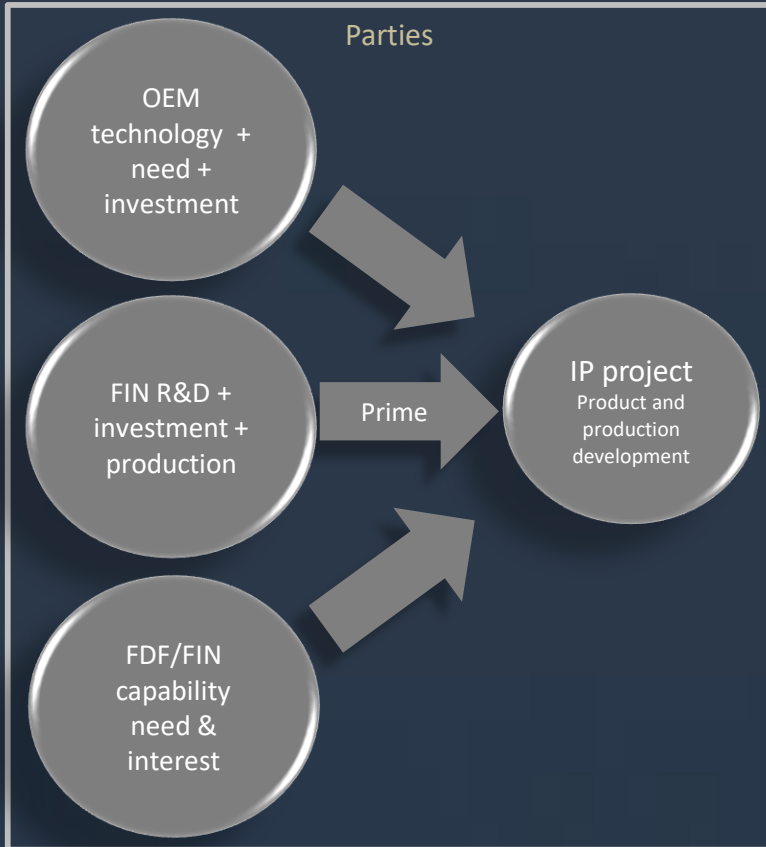 Parties
OEM
technology +
need +
investment
FIN R&D +
investment +
production
Prime
IP project
Product and
production
development
FDF/FIN
capability
need &
interest